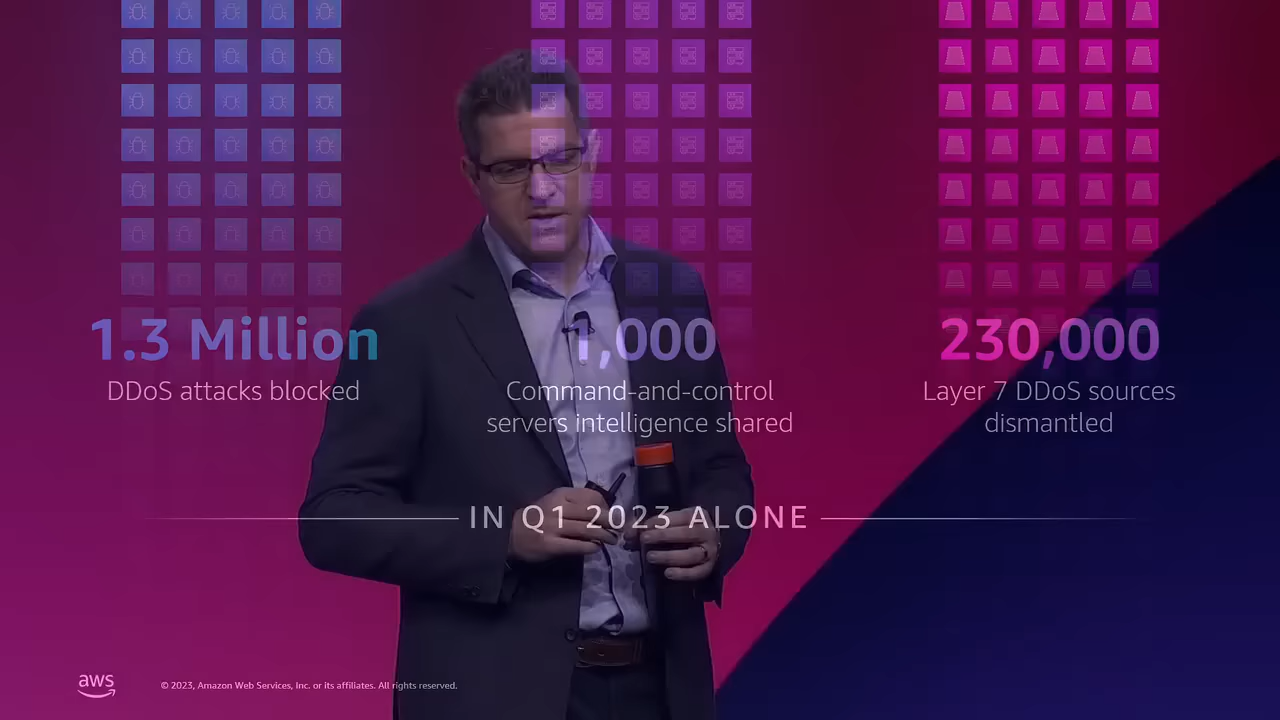 1.3 Million
DDoS attacks blocked
1,000
Command-and-control
servers intelligence shared
230,000
Layer 7 DDoS sources
dismantled
IN Q1 2023 ALONE
aws
© 2023, Amazon Web Services, Inc. or its affiliates. All rights reserved.